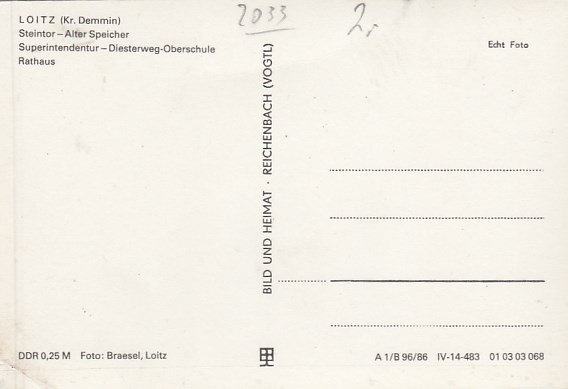 LOITZ (Kr. Demmin)
Steintor – Alter Speicher
Superintendentur – Diesterweg-Oberschule
Rathaus
2033
2,-
Echt Foto
BILD UND HEIMAT · REICHENBACH (VOGTL)
DDR 0,25 M Foto: Braesel, Loitz
A 1/B 96/86 IV-14-483 01 03 03 068